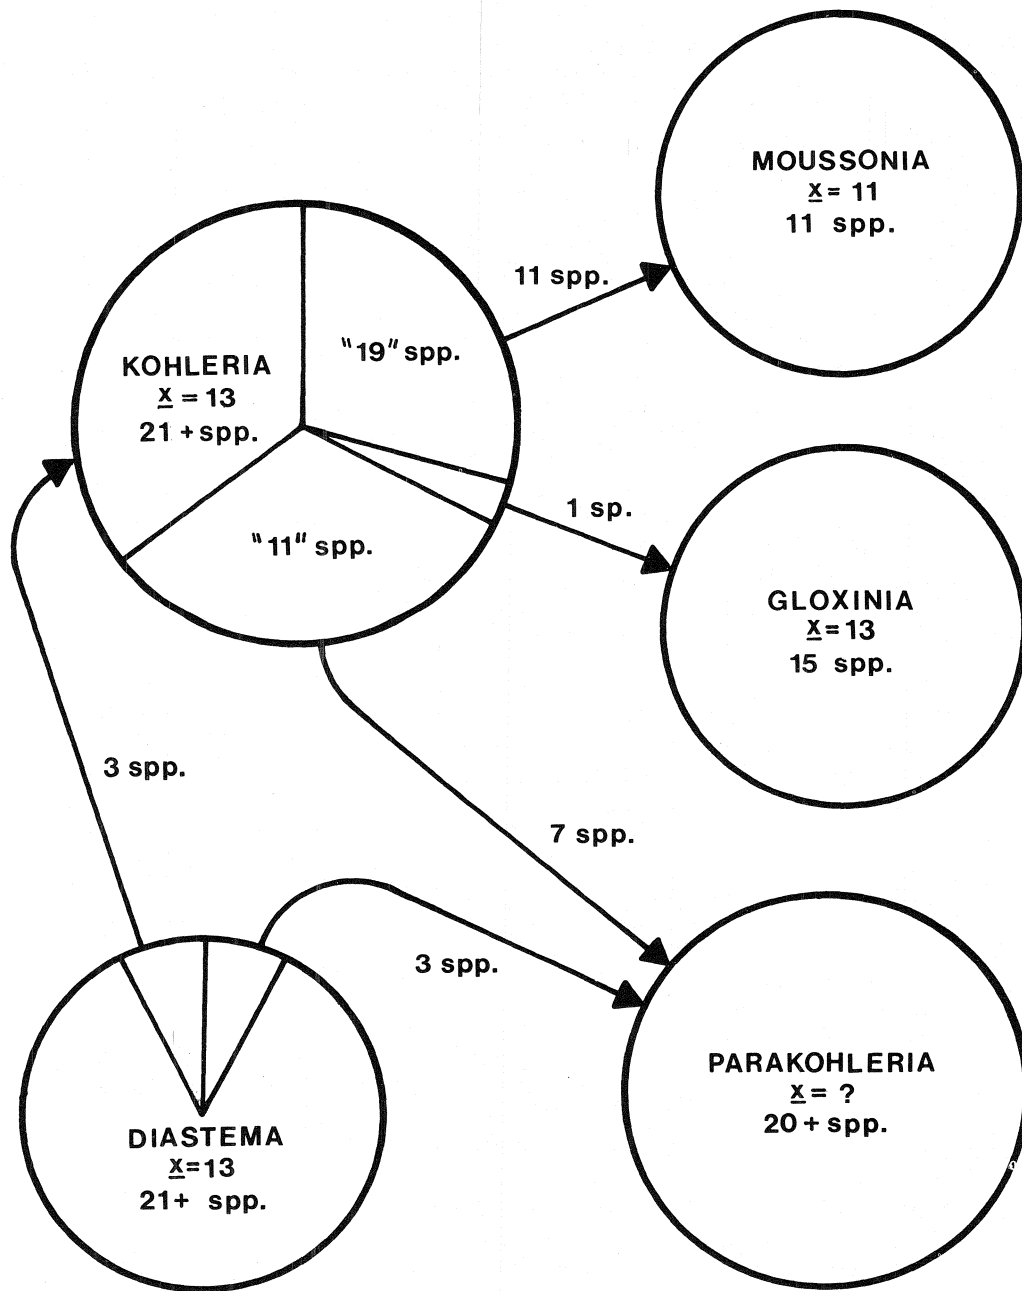 MOUSSONIA
x = 11
11 spp.
11 spp.
"19" spp.
KOHLERIA
x = 13
21 + spp.
1 sp.
"11" spp.
GLOXINIA
x = 13
15 spp.
3 spp.
7 spp.
3 spp.
PARAKOHLERIA
x = ?
20 + spp.
DIASTEMA
x = 13
21+ spp.